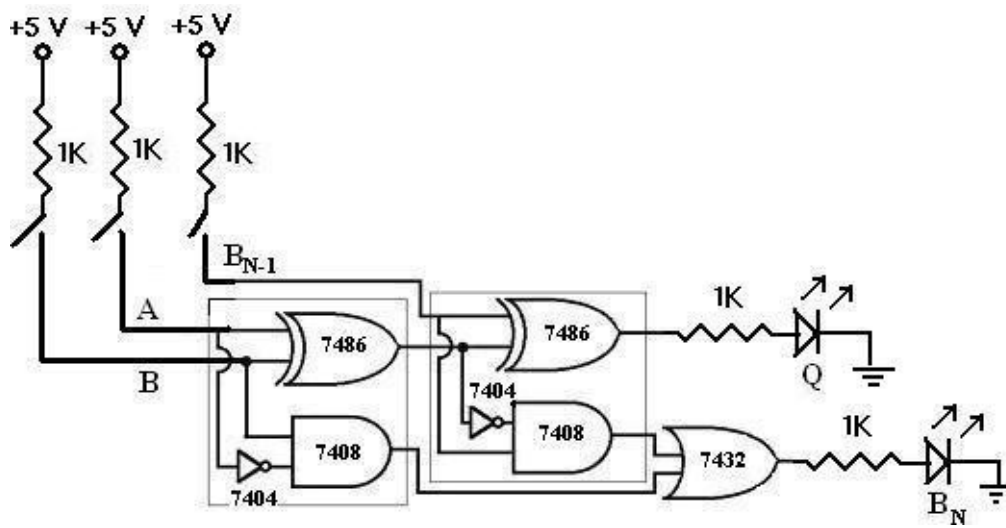 +5 V +5 V +5 V
1K 1K 1K
B_N-1
A
B
7486
7486
1K
Q
7404
7408
7404
7408
7432
1K
B_N